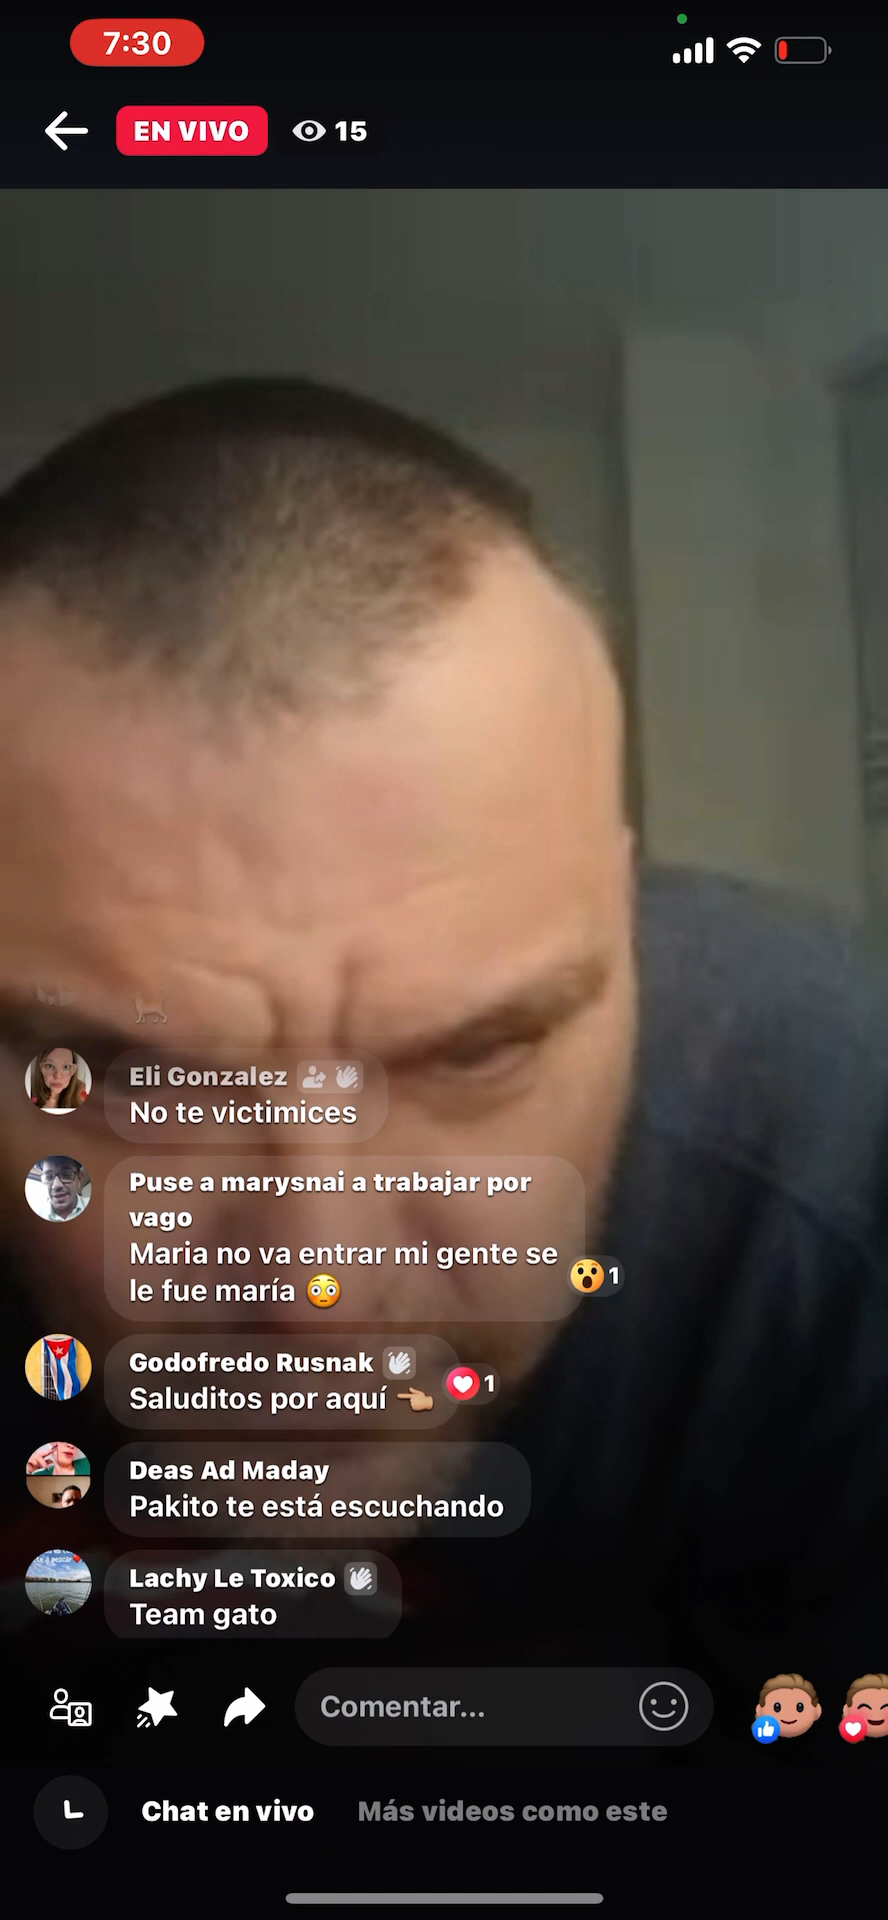 7:30
EN VIVO
15
Eli Gonzalez
No te victimices
Puse a marysnai a trabajar por
vago
Maria no va entrar mi gente se
le fue maría 😳
😮 1
Godofredo Rusnak
Saluditos por aquí 👈🏼
1
Deas Ad Maday
Pakito te está escuchando
Lachy Le Toxico
Team gato
Comentar...
Chat en vivo
Más videos como este